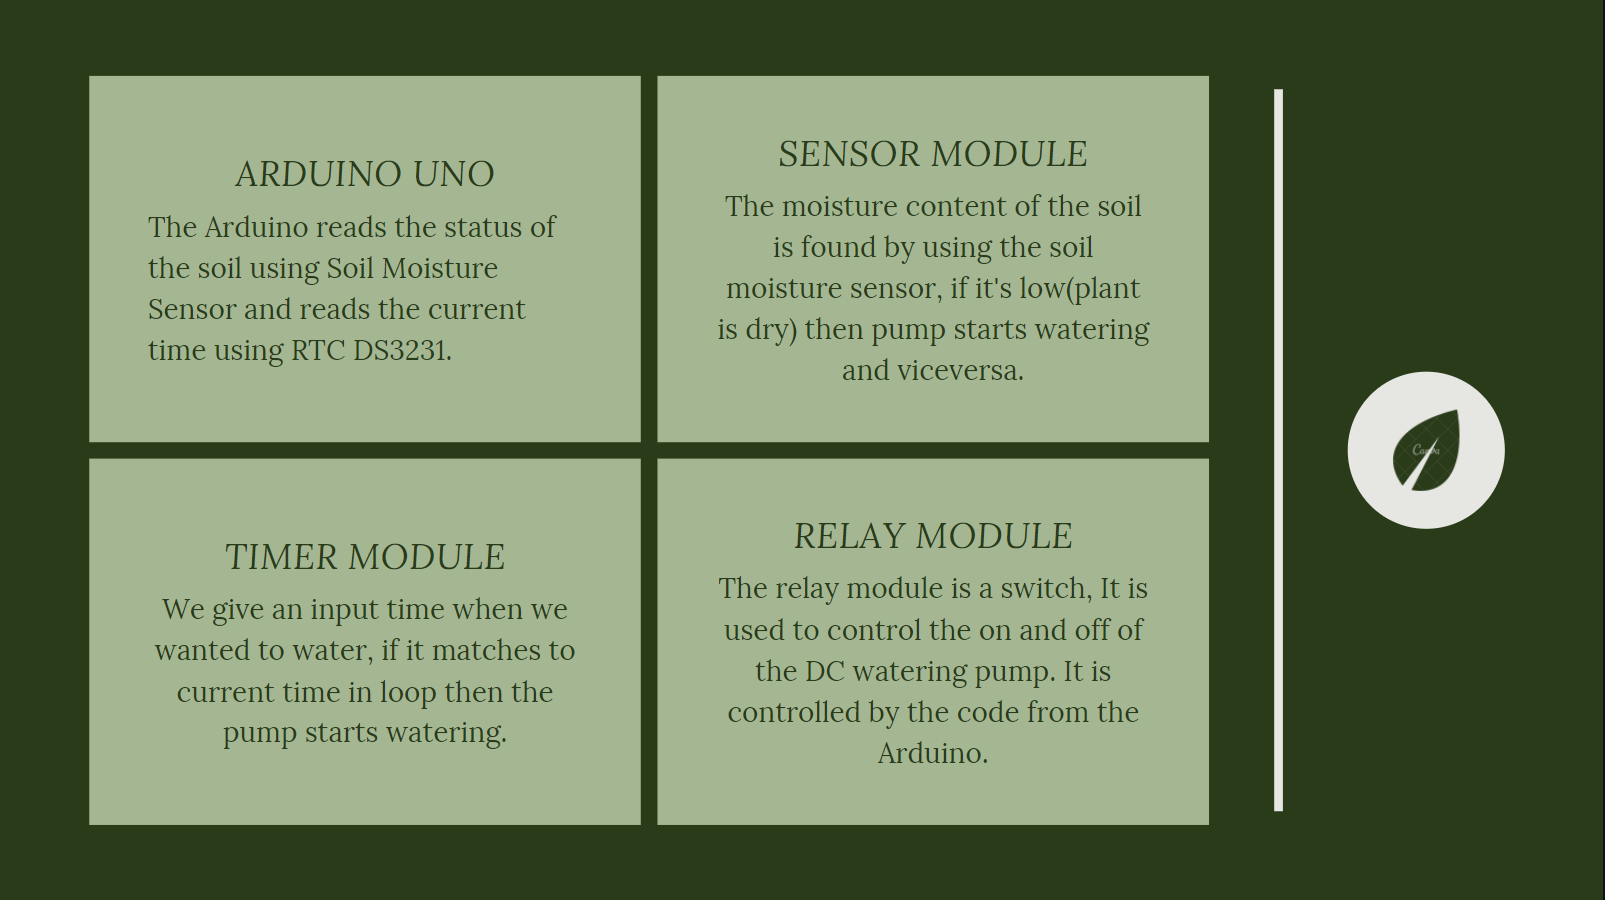 ARDUINO UNO
The Arduino reads the status of
the soil using Soil Moisture
Sensor and reads the current
time using RTC DS3231.
SENSOR MODULE
The moisture content of the soil
is found by using the soil
moisture sensor, if it's low(plant
is dry) then pump starts watering
and viceversa.
TIMER MODULE
We give an input time when we
wanted to water, if it matches to
current time in loop then the
pump starts watering.
RELAY MODULE
The relay module is a switch, It is
used to control the on and off of
the DC watering pump. It is
controlled by the code from the
Arduino.
Canva